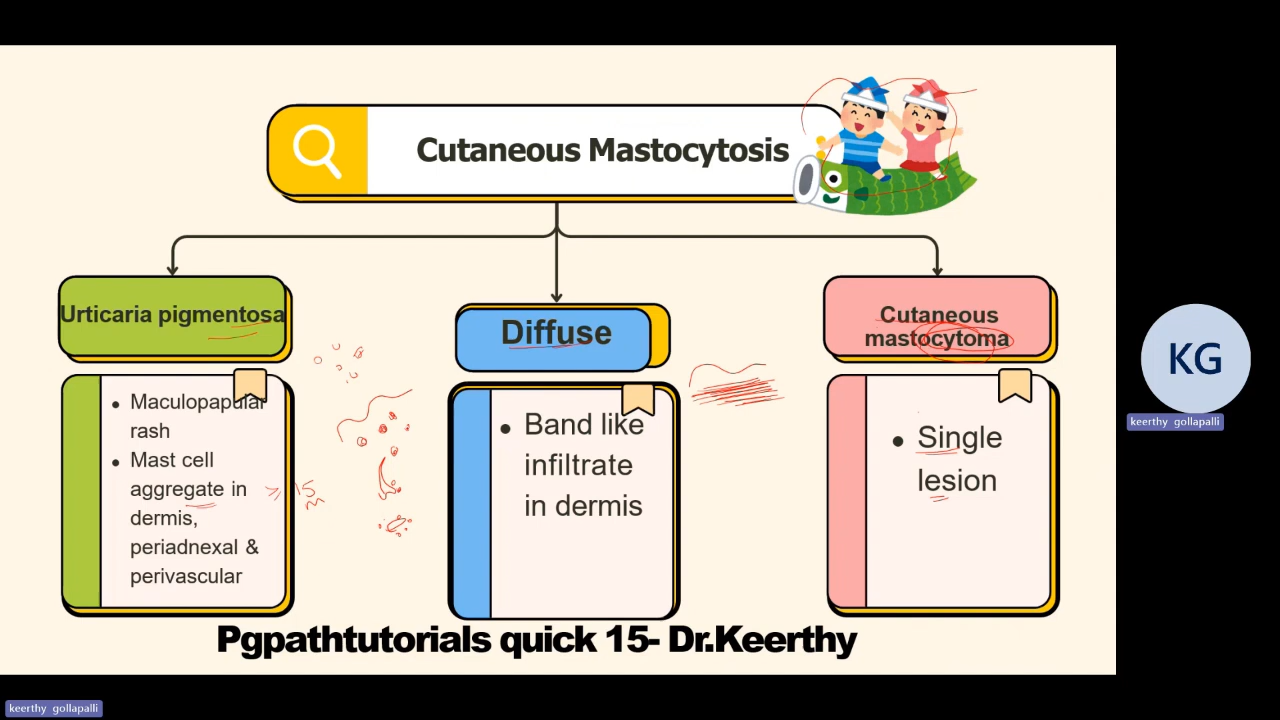 Cutaneous Mastocytosis
Urticaria pigmentosa
Maculopapular
rash
Mast cell
aggregate in
dermis,
periadnexal &
perivascular
> 15
Diffuse
Band like
infiltrate
in dermis
Cutaneous
mastocytoma
Single
lesion
Pgpathtutorials quick 15- Dr.Keerthy
KG
keerthy gollapalli
keerthy gollapalli